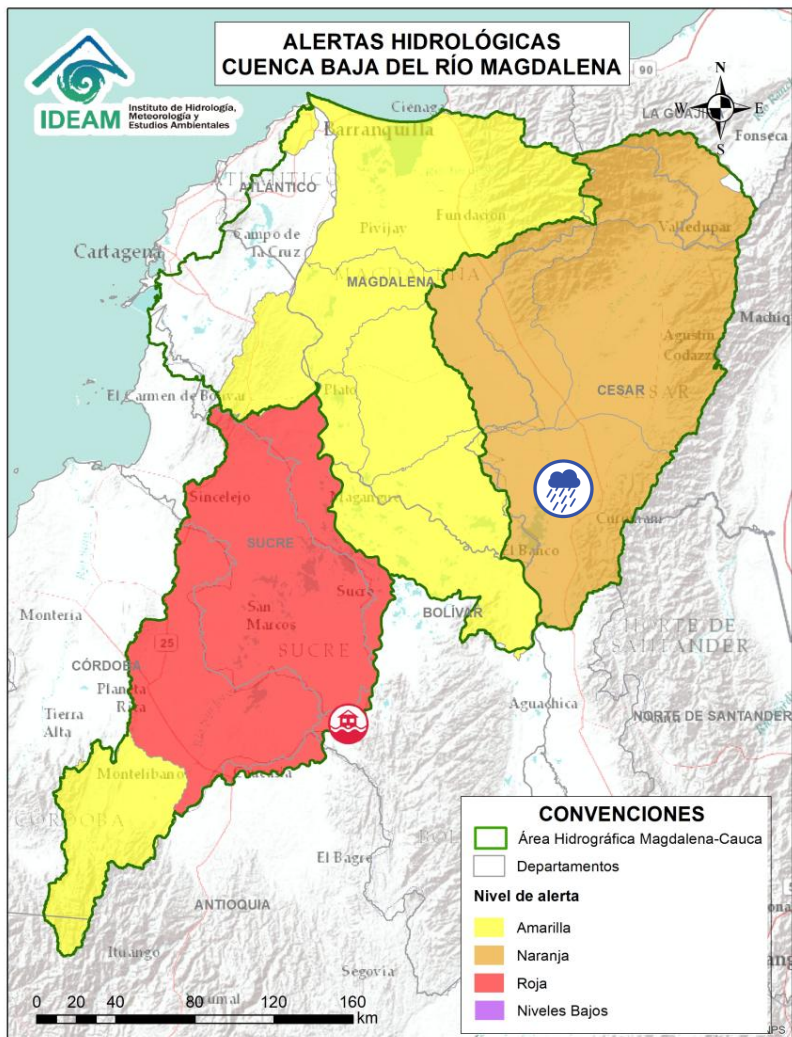 ALERTAS HIDROLÓGICAS
CUENCA BAJA DEL RÍO MAGDALENA
IDEAM
Instituto de Hidrología,
Meteorología y
Estudios Ambientales
N
W
E
S
90
Ciénaga
LA GUAJIRA
Fonseca
Barranquilla
ATLÁNTICO
Pivijay
Fundación
Valledupar
Cartagena
Campo de
La Cruz
MAGDALENA
MAGDALENA
Agustín
Codazzi
CESAR
CESAR
El Carmen de Bolívar
Plato
Sincelejo
Magangué
SUCRE
El Banco
Sucre
San
Marcos
BOLÍVAR
Montería
25
SUCRE
NORTE DE
SANTANDER
CÓRDOBA
Planeta
Rica
Tierra
Alta
Aguachica
NORTE DE SANTANDER
Montelíbano
CÓRDOBA
El Bagre
ANTIOQUIA
Ituango
Segovia
0 20 40 80 120 160
km
CONVENCIONES
Área Hidrográfica Magdalena-Cauca
Departamentos
Nivel de alerta
Amarilla
Naranja
Roja
Niveles Bajos